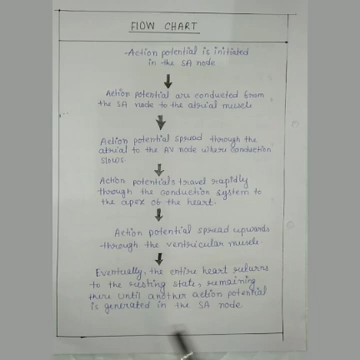 FLOW CHART
Action potential is initiated
in the SA node
Action potential are conducted from
the SA node to the atrial muscle
Action potential spread through the
atrial to the AV node where conduction
slows.
Action potentials travel rapidly
through the conduction system to
the apex of the heart.
Action potential spread upwards
through the ventricular muscle
Eventually, the entire heart returns
to the resting state, remaining
there until another action potential
is generated in the SA node